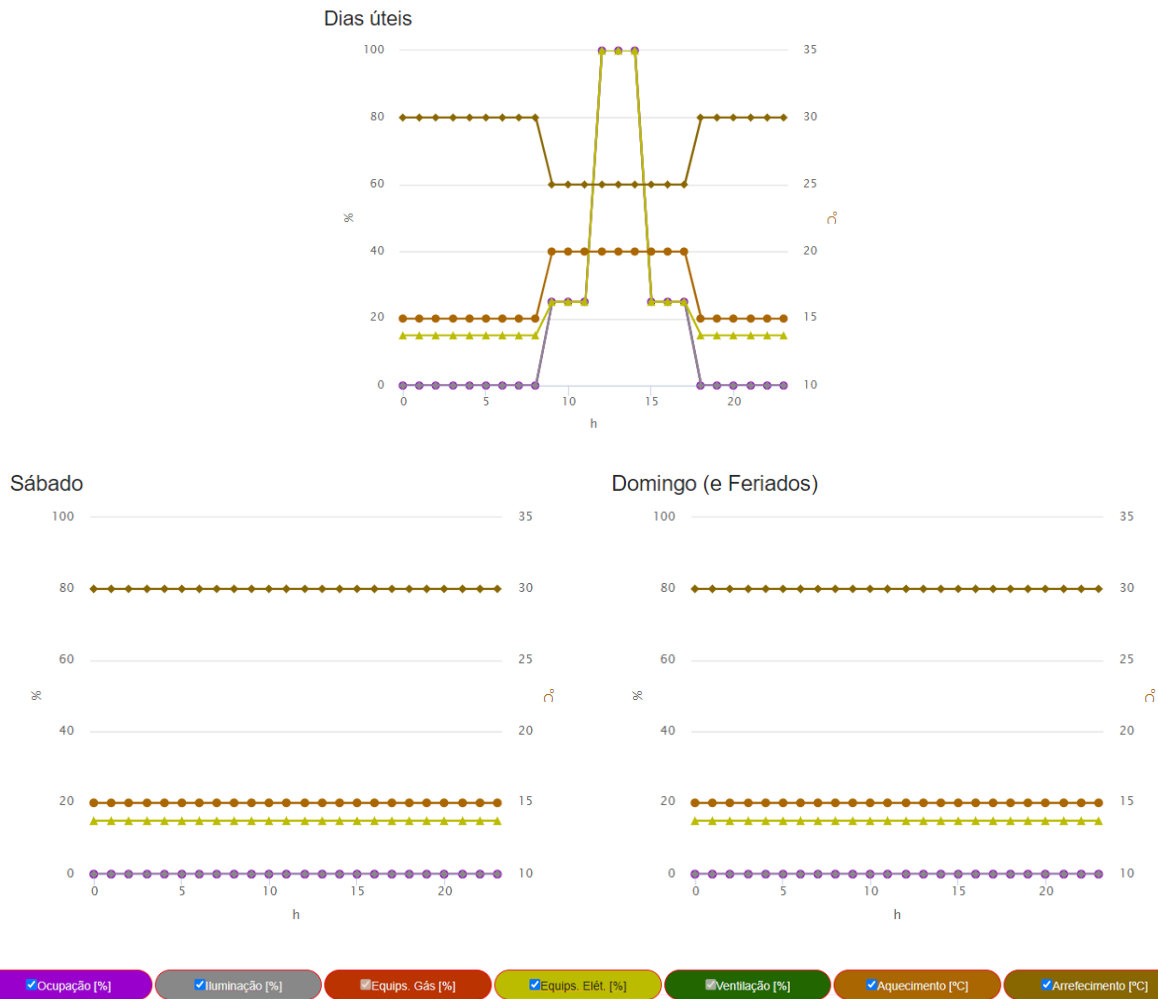 Dias úteis
100 35
80 30
60 25
% ºC
40 20
20 15
0 10
0 5 10 15 20
h
Sábado
100 35
80 30
60 25
% ºC
40 20
20 15
0 10
0 5 10 15 20
h
Domingo (e Feriados)
100 35
80 30
60 25
% ºC
40 20
20 15
0 10
0 5 10 15 20
h
Ocupação [%] Iluminação [%] Equips. Gás [%] Equips. Elét. [%] Ventilação [%] Aquecimento [ºC] Arrefecimento [ºC]